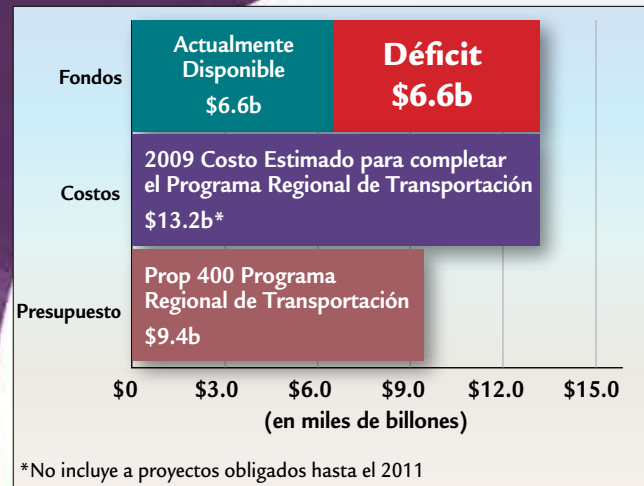 Fondos
Actualmente
Disponible
$6.6b
Déficit
$6.6b
Costos
2009 Costo Estimado para completar
el Programa Regional de Transportación
$13.2b*
Presupuesto
Prop 400 Programa
Regional de Transportación
$9.4b
$0 $3.0 $6.0 $9.0 $12.0 $15.0
(en miles de billones)
*No incluye a proyectos obligados hasta el 2011